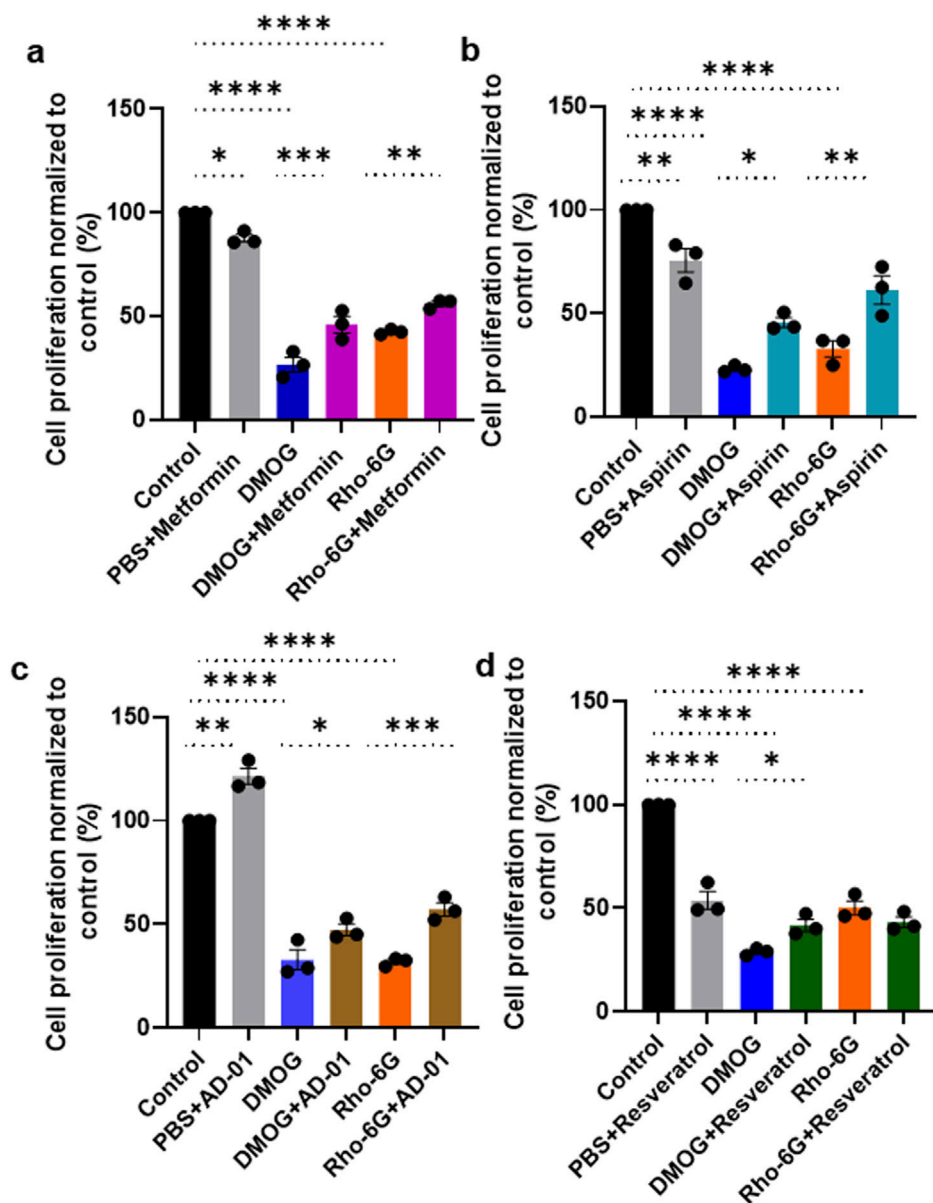 a
****
****
*
***
**
Cell proliferation normalized to
control (%)
150
100
50
0
Control
PBS+Metformin
DMOG
DMOG+Metformin
Rho-6G
Rho-6G+Metformin
b
****
****
**
*
**
Cell proliferation normalized to
control (%)
150
100
50
0
Control
PBS+Aspirin
DMOG
DMOG+Aspirin
Rho-6G
Rho-6G+Aspirin
c
****
****
**
*
***
Cell proliferation normalized to
control (%)
150
100
50
0
Control
PBS+AD-01
DMOG
DMOG+AD-01
Rho-6G
Rho-6G+AD-01
d
****
****
****
*
Cell proliferation normalized to
control (%)
150
100
50
0
Control
PBS+Resveratrol
DMOG
DMOG+Resveratrol
Rho-6G
Rho-6G+Resveratrol